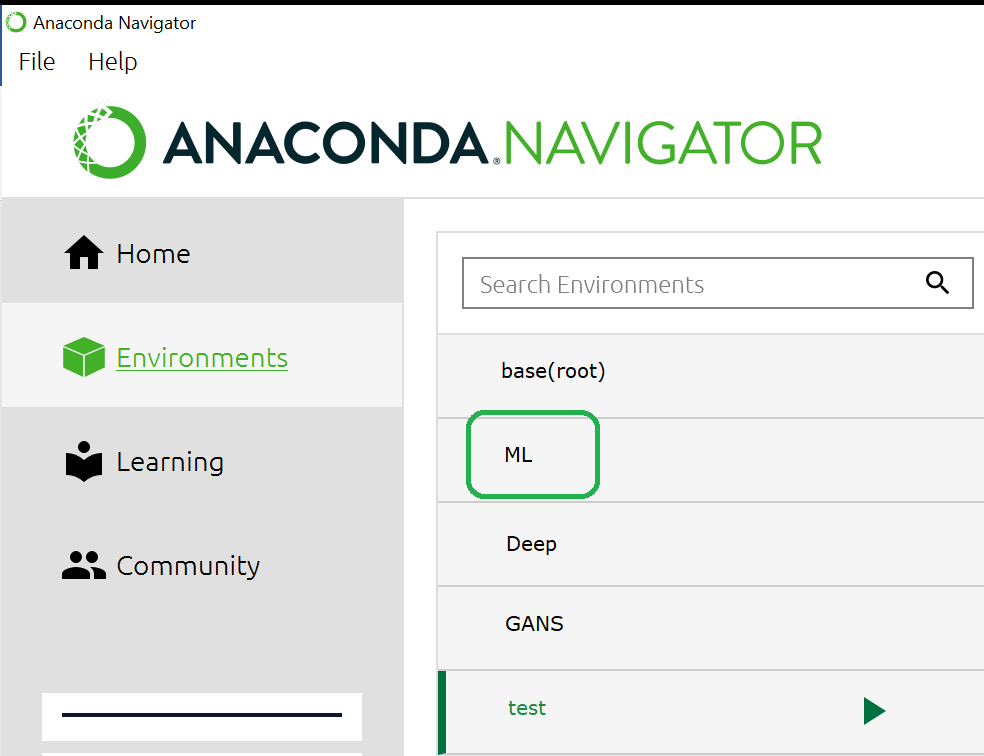 Anaconda Navigator
File Help
ANACONDA.NAVIGATOR
Home
Search Environments
base(root)
Environments
ML
Learning
Deep
Community
GANS
test